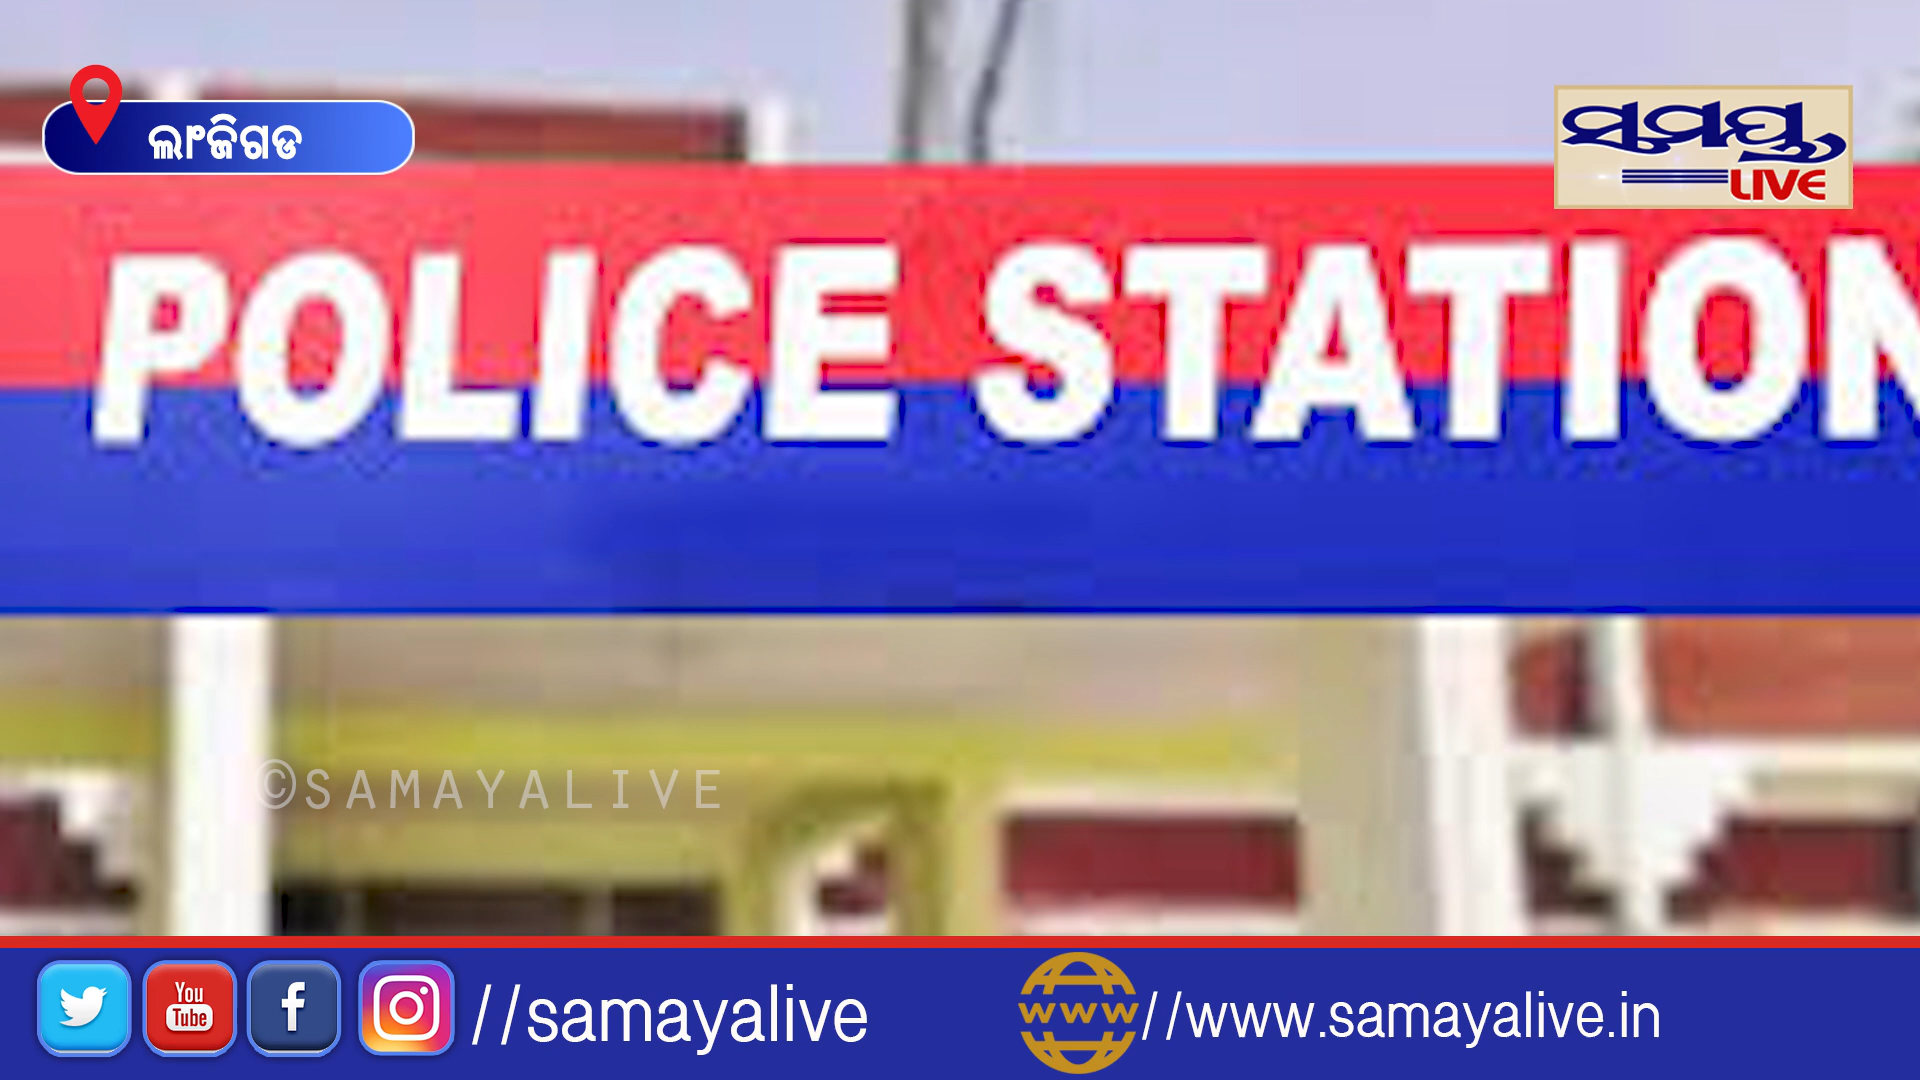 ଲାଂଜିଗଡ
ସମୟ
LIVE
POLICE STATION
©SAMAYALIVE
You
Tube
//samayalive
www//www.samayalive.in